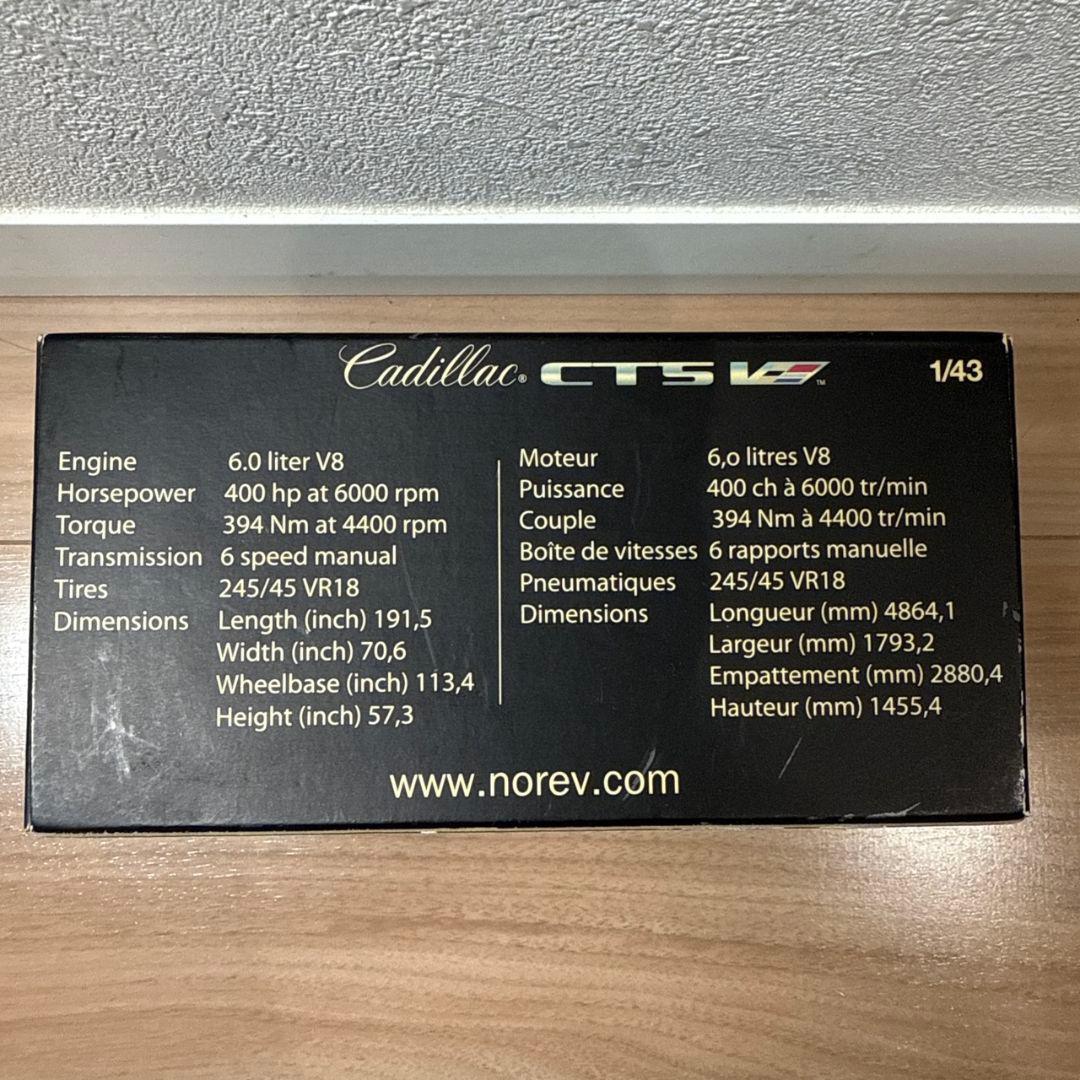 Cadillac® CTS V™ 1/43
Engine 6.0 liter V8
Horsepower 400 hp at 6000 rpm
Torque 394 Nm at 4400 rpm
Transmission 6 speed manual
Tires 245/45 VR18
Dimensions Length (inch) 191,5
Width (inch) 70,6
Wheelbase (inch) 113,4
Height (inch) 57,3
Moteur 6,o litres V8
Puissance 400 ch à 6000 tr/min
Couple 394 Nm à 4400 tr/min
Boîte de vitesses 6 rapports manuelle
Pneumatiques 245/45 VR18
Dimensions Longueur (mm) 4864,1
Largeur (mm) 1793,2
Empattement (mm) 2880,4
Hauteur (mm) 1455,4
www.norev.com